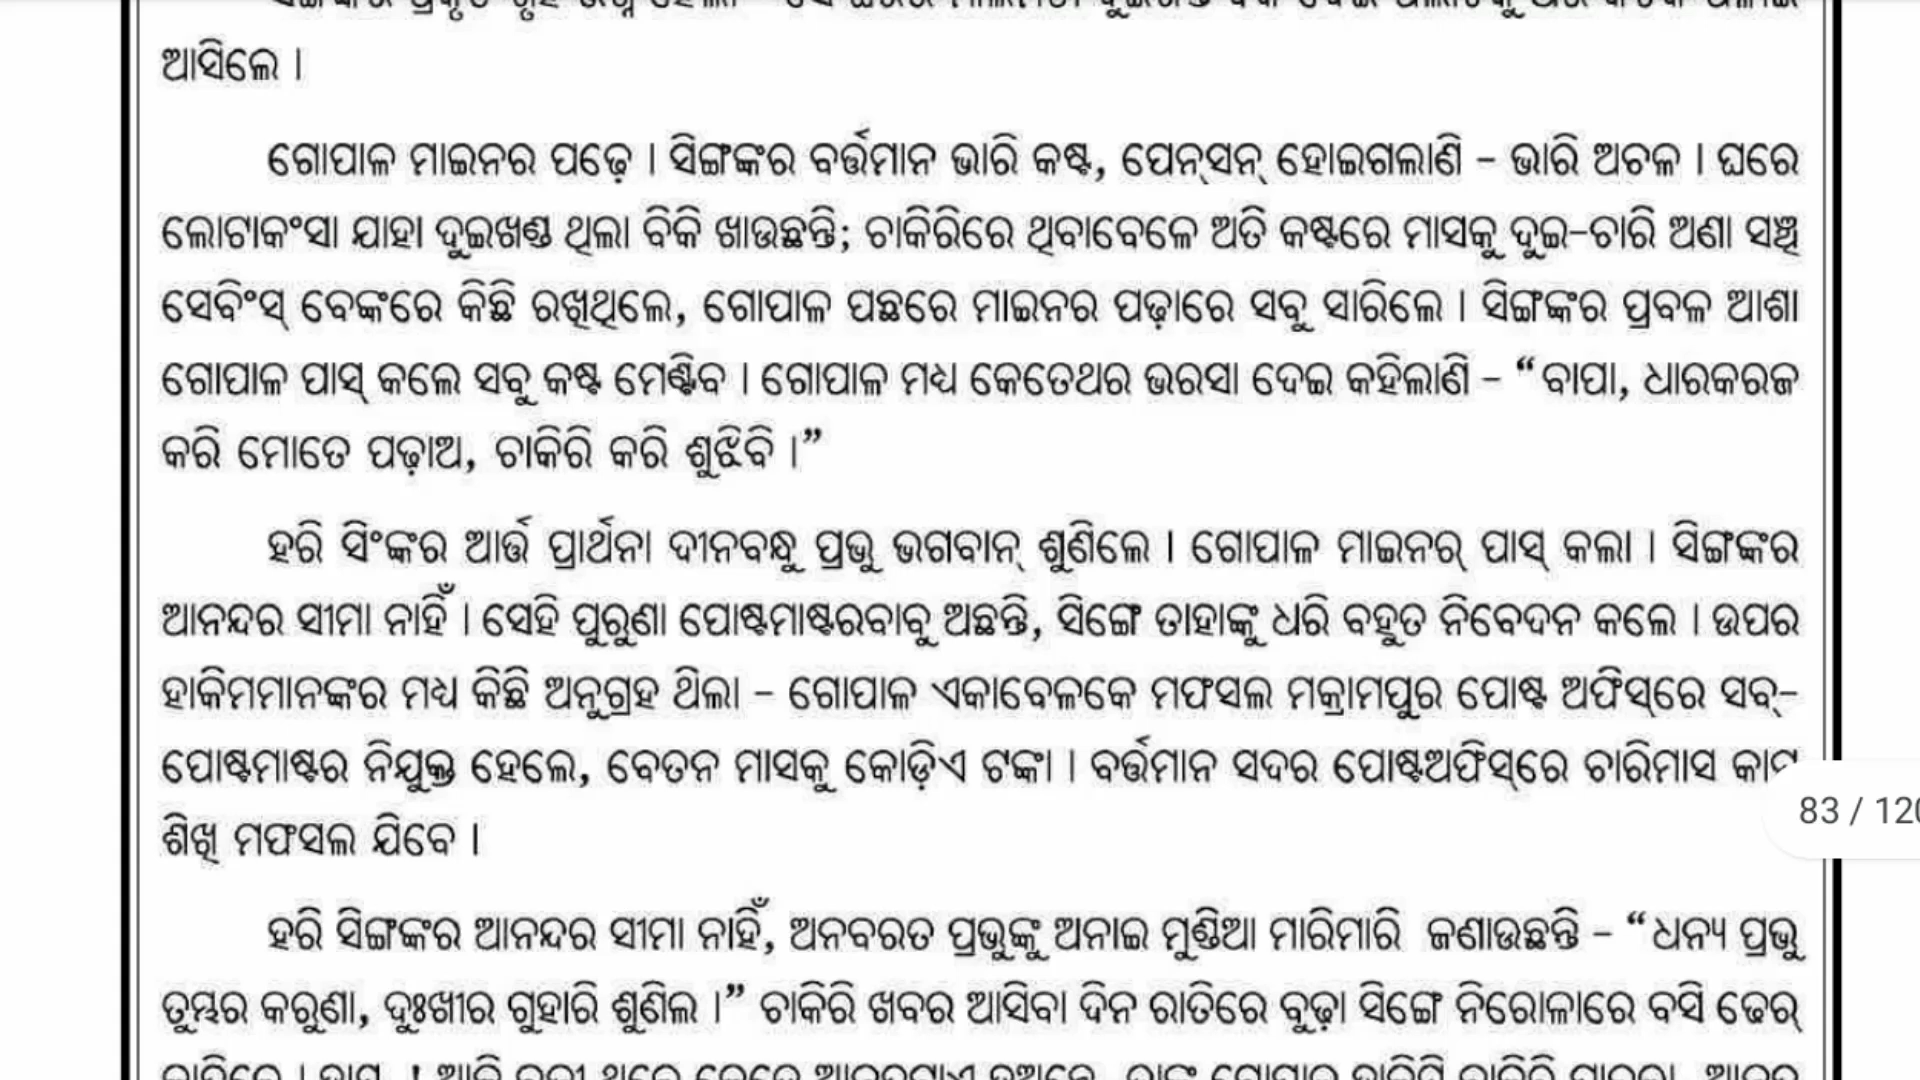 ଆସିଲେ ।
ଗୋପାଳ ମାଇନର ପଢ଼େ । ସିଙ୍ଗଙ୍କର ବର୍ତ୍ତମାନ ଭାରି କଷ୍ଟ, ପେନ୍‌ସନ୍ ହୋଇଗଲାଣି – ଭାରି ଅଚଳ । ଘରେ
ଲୋଟାକଂସା ଯାହା ଦୁଇଖଣ୍ଡ ଥିଲା ବିକି ଖାଉଛନ୍ତି; ଚାକିରିରେ ଥିବାବେଳେ ଅତି କଷ୍ଟରେ ମାସକୁ ଦୁଇ-ଚାରି ଅଣା ସଞ୍ଚି
ସେବିଂସ୍ ବେଙ୍କରେ କିଛି ରଖିଥିଲେ, ଗୋପାଳ ପଛରେ ମାଇନର ପଢ଼ାରେ ସବୁ ସାରିଲେ । ସିଙ୍ଗଙ୍କର ପ୍ରବଳ ଆଶା
ଗୋପାଳ ପାସ୍ କଲେ ସବୁ କଷ୍ଟ ମେଣ୍ଟିବ । ଗୋପାଳ ମଧ୍ୟ କେତେଥର ଭରସା ଦେଇ କହିଲାଣି – “ବାପା, ଧାରକରଜ
କରି ମୋତେ ପଢ଼ାଅ, ଚାକିରି କରି ଶୁଝିବି ।”
ହରି ସିଂଙ୍କର ଆର୍ତ୍ତ ପ୍ରାର୍ଥନା ଦୀନବନ୍ଧୁ ପ୍ରଭୁ ଭଗବାନ୍ ଶୁଣିଲେ । ଗୋପାଳ ମାଇନର୍ ପାସ୍ କଲା । ସିଙ୍ଗଙ୍କର
ଆନନ୍ଦର ସୀମା ନାହିଁ । ସେହି ପୁରୁଣା ପୋଷ୍ଟମାଷ୍ଟରବାବୁ ଅଛନ୍ତି, ସିଙ୍ଗେ ତାହାଙ୍କୁ ଧରି ବହୁତ ନିବେଦନ କଲେ । ଉପର
ହାକିମମାନଙ୍କର ମଧ୍ୟ କିଛି ଅନୁଗ୍ରହ ଥିଲା – ଗୋପାଳ ଏକାବେଳକେ ମଫସଲ ମକ୍ରାମପୁର ପୋଷ୍ଟ ଅଫିସ୍‌ରେ ସବ୍-
ପୋଷ୍ଟମାଷ୍ଟର ନିଯୁକ୍ତ ହେଲେ, ବେତନ ମାସକୁ କୋଡ଼ିଏ ଟଙ୍କା । ବର୍ତ୍ତମାନ ସଦର ପୋଷ୍ଟଅଫିସ୍‌ରେ ଚାରିମାସ
ଶିଖି ମଫସଲ ଯିବେ ।
83 / 120
ହରି ସିଙ୍ଗଙ୍କର ଆନନ୍ଦର ସୀମା ନାହିଁ, ଅନବରତ ପ୍ରଭୁଙ୍କୁ ଅନାଇ ମୁଣ୍ଡିଆ ମାରିମାରି ଜଣାଉଛନ୍ତି – “ଧନ୍ୟ ପ୍ରଭୁ
ତୁମ୍ଭର କରୁଣା, ଦୁଃଖୀର ଗୁହାରି ଶୁଣିଲ ।” ଚାକିରି ଖବର ଆସିବା ଦିନ ରାତିରେ ବୁଢ଼ା ସିଙ୍ଗେ ନିରୋଳାରେ ବସି ଢେର୍